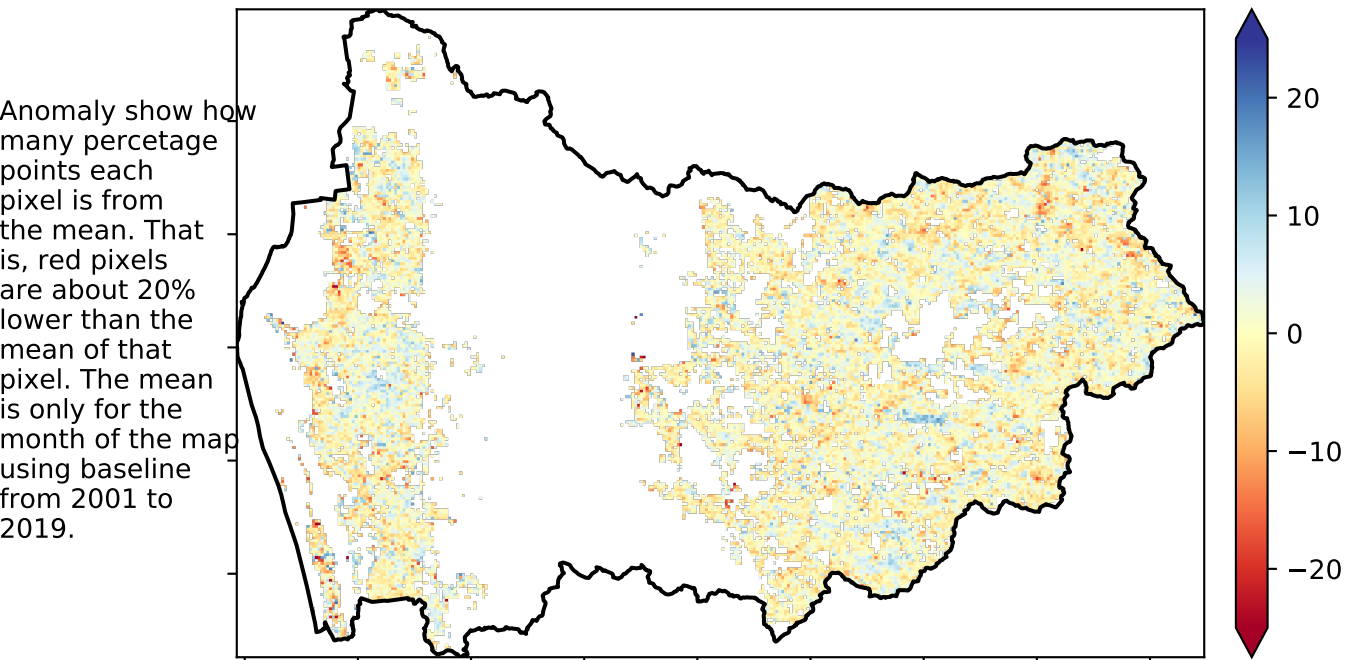 Anomaly show how
many percetage
points each
pixel is from
the mean. That
is, red pixels
are about 20%
lower than the
mean of that
pixel. The mean
is only for the
month of the map
using baseline
from 2001 to
2019.
20
10
0
−10
−20